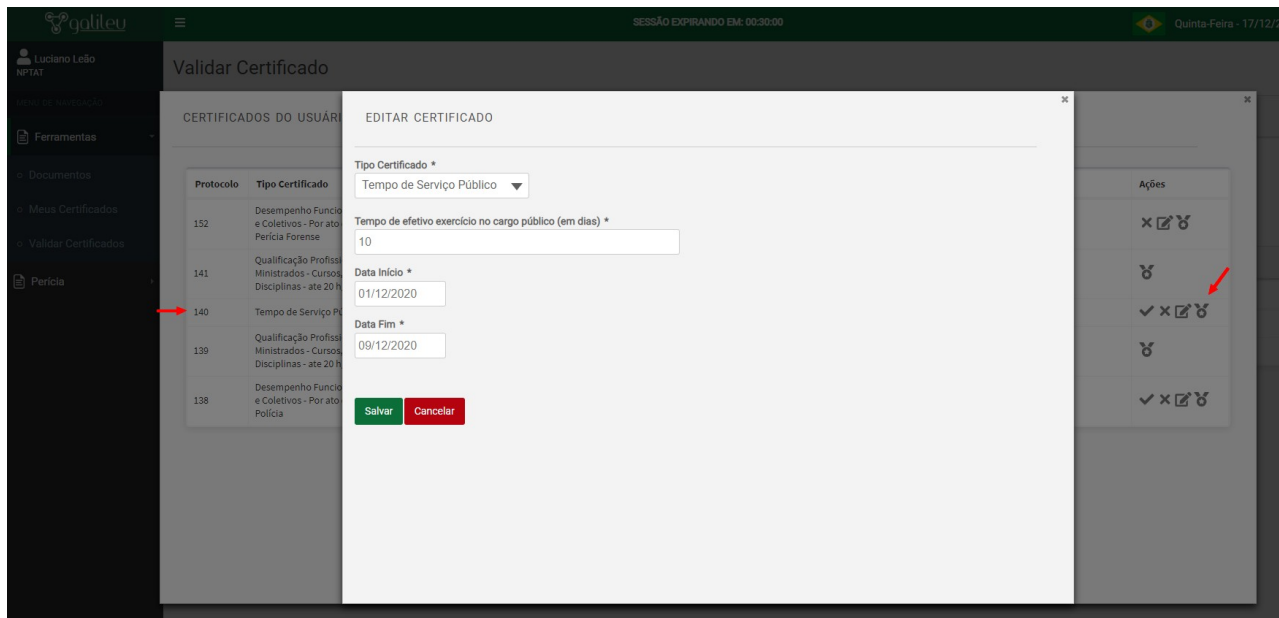 galileu
SESSÃO EXPIRANDO EM: 00:30:00
Quinta-Feira - 17/12/2
Luciano Leão
NPTAT
MENU DE NAVEGAÇÃO
Ferramentas
Documentos
Meus Certificados
Validar Certificados
Perícia
Validar Certificado
CERTIFICADOS DO USUÁRI
Protocolo Tipo Certificado Ações
152
Desempenho Funcio
e Coletivos - Por ato
Perícia Forense
141
Qualificação Profissi
Ministrados - Cursos,
Disciplinas - ate 20 h
140
Tempo de Serviço Pú
139
Qualificação Profissi
Ministrados - Cursos,
Disciplinas - ate 20 h
138
Desempenho Funcio
e Coletivos - Por ato
Polícia
EDITAR CERTIFICADO
Tipo Certificado *
Tempo de Serviço Público
Tempo de efetivo exercício no cargo público (em dias) *
10
Data Início *
01/12/2020
Data Fim *
09/12/2020
Salvar Cancelar